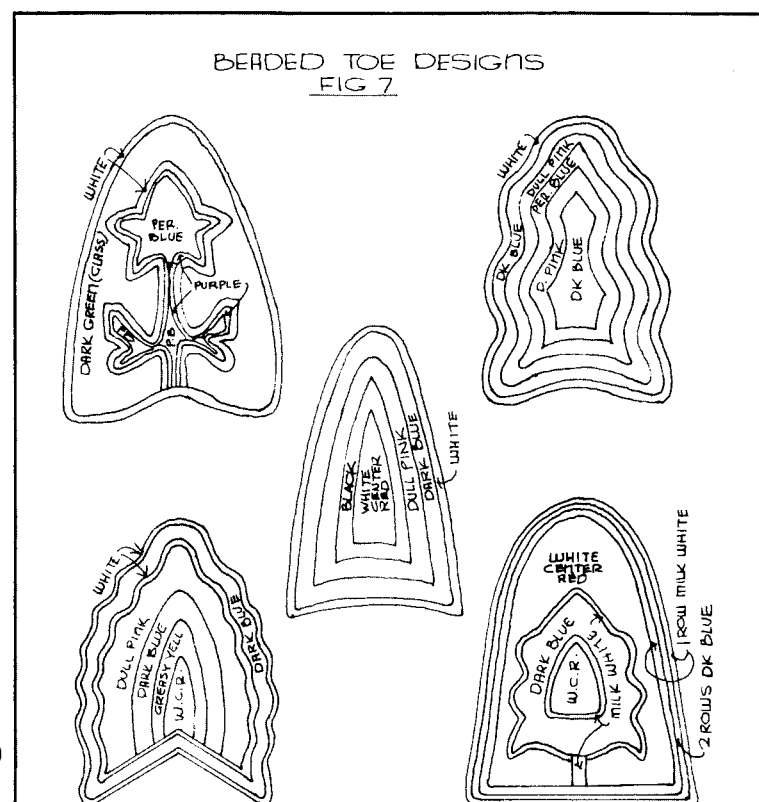 BEADED TOE DESIGNS
FIG 7
WHITE
PER.
BLUE
DARK GREEN (GLASS)
PURPLE
P.B.
P.B.
WHITE
DULL PINK
PER. BLUE
DK BLUE
D. PINK
DK BLUE
BLACK
WHITE
CENTER
RED
DULL PINK
DARK BLUE
WHITE
WHITE
DULL PINK
DARK BLUE
GREASY YELL
W.C.R.
DARK BLUE
WHITE
CENTER
RED
DARK BLUE
W.C.R.
MILK WHITE
MILK WHITE
1 ROW MILK WHITE
2 ROWS DK BLUE